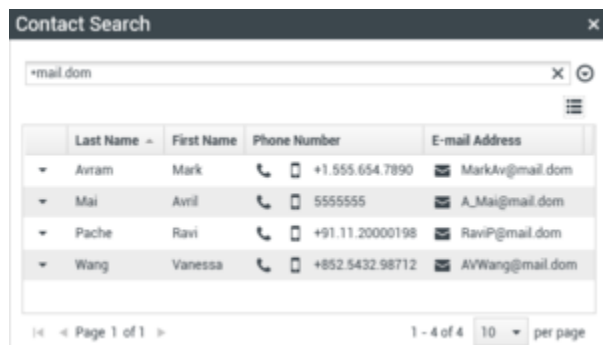 Contact Search
*mail.dom
Last Name First Name Phone Number E-mail Address
Avram Mark +1.555.654.7890 MarkAv@mail.dom
Mai Avril 5555555 A_Mai@mail.dom
Pache Ravi +91.11.20000198 RaviP@mail.dom
Wang Vanessa +852.5432.98712 AVWang@mail.dom
Page 1 of 1 1 - 4 of 4 10 per page